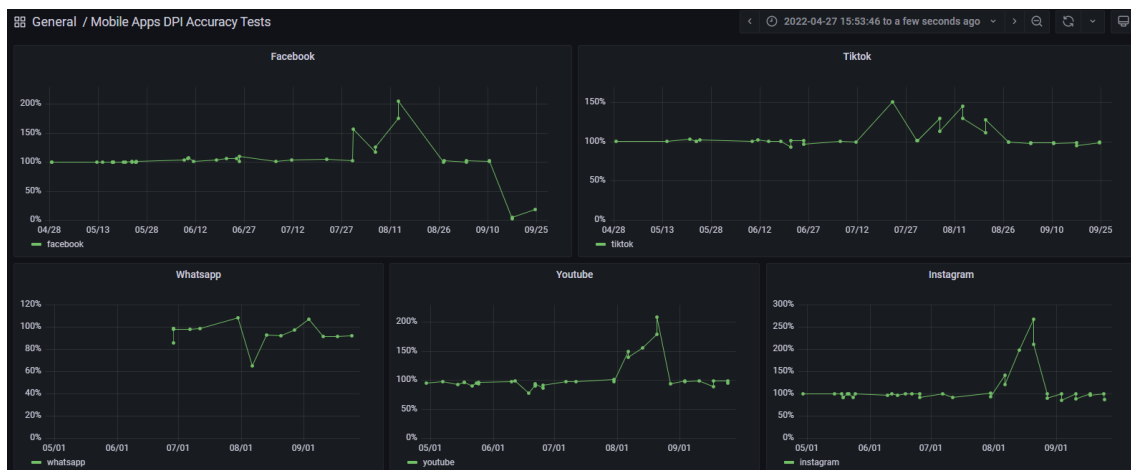 General / Mobile Apps DPI Accuracy Tests
2022-04-27 15:53:46 to a few seconds ago
Facebook
200%
150%
100%
50%
0%
04/28 05/13 05/28 06/12 06/27 07/12 07/27 08/11 08/26 09/10 09/25
facebook
Tiktok
150%
100%
50%
0%
04/28 05/13 05/28 06/12 06/27 07/12 07/27 08/11 08/26 09/10 09/25
tiktok
Whatsapp
120%
100%
80%
60%
40%
20%
0%
05/01 06/01 07/01 08/01 09/01
whatsapp
Youtube
200%
150%
100%
50%
0%
05/01 06/01 07/01 08/01 09/01
youtube
Instagram
300%
250%
200%
150%
100%
50%
0%
05/01 06/01 07/01 08/01 09/01
instagram